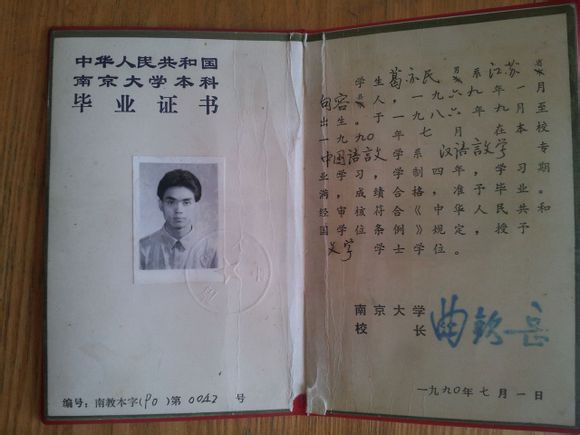 中华人民共和国
南京大学本科
毕业证书
编号：南教本字(90)第0042号
学生葛亦民 男 系江苏省
句容县人，一九六九年一月
出生。于一九八六年九月至
一九九〇年七月在本校
中国语言文学系汉语言文学专
业学习，学制四年，学习期
满，成绩合格，准予毕业。
经审核符合《中华人民共和
国学位条例》规定，授予
文学 学士学位。
南京大学
校长 曲钦岳
一九九〇年七月一日